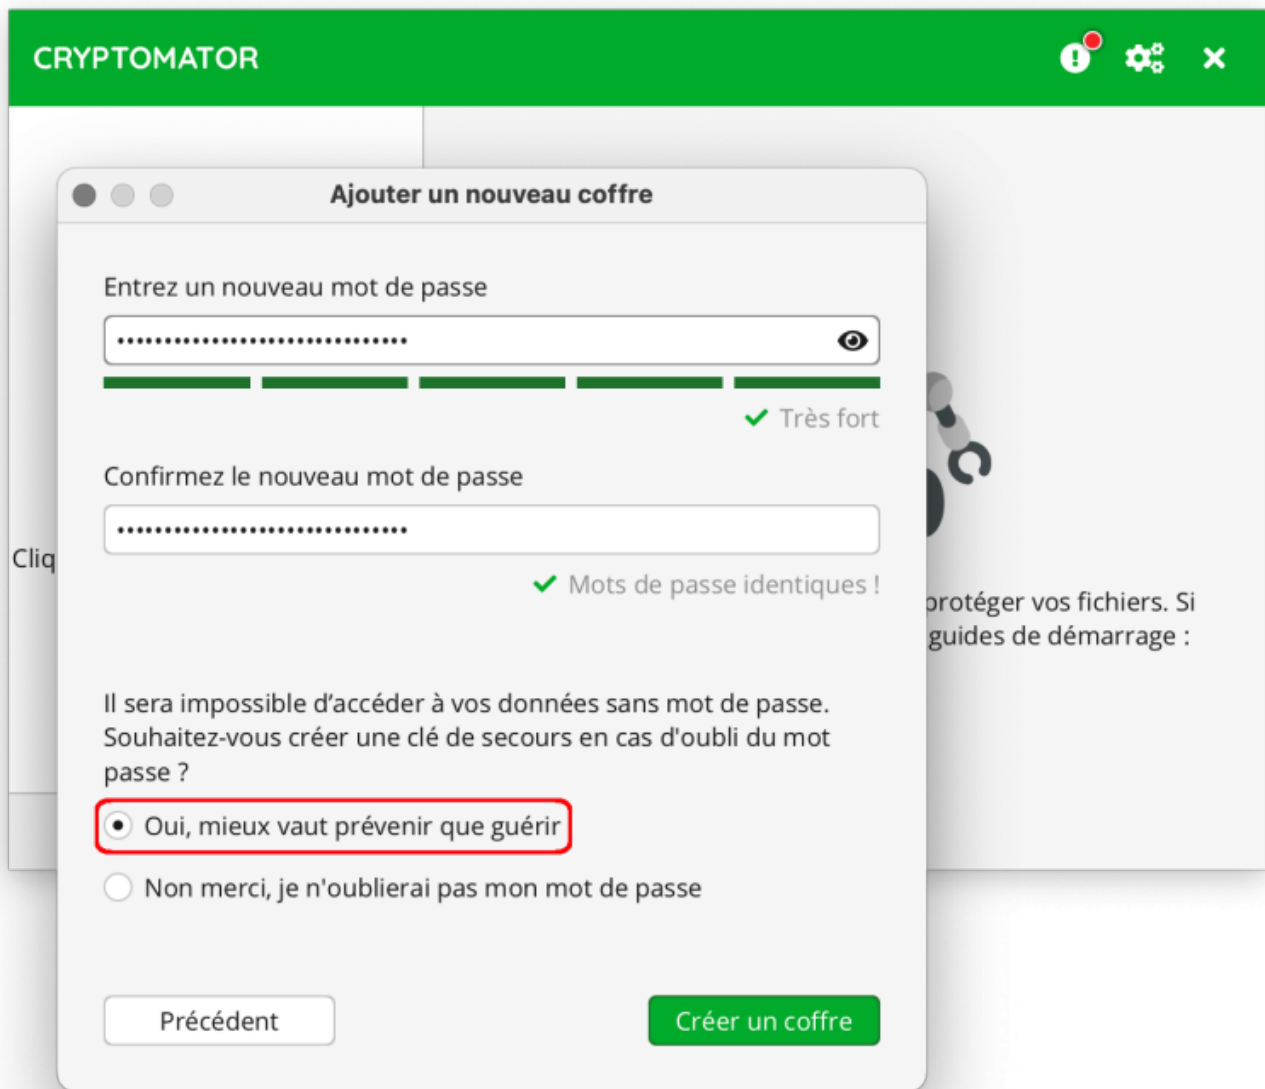 CRYPTOMATOR
Ajouter un nouveau coffre
Entrez un nouveau mot de passe
•••••••••••••••••••••••••••••••
Très fort
Confirmez le nouveau mot de passe
•••••••••••••••••••••••••••••••
Mots de passe identiques !
Cliq
protéger vos fichiers. Si
guides de démarrage :
Il sera impossible d’accéder à vos données sans mot de passe.
Souhaitez-vous créer une clé de secours en cas d'oubli du mot
passe ?
Oui, mieux vaut prévenir que guérir
Non merci, je n'oublierai pas mon mot de passe
Précédent
Créer un coffre